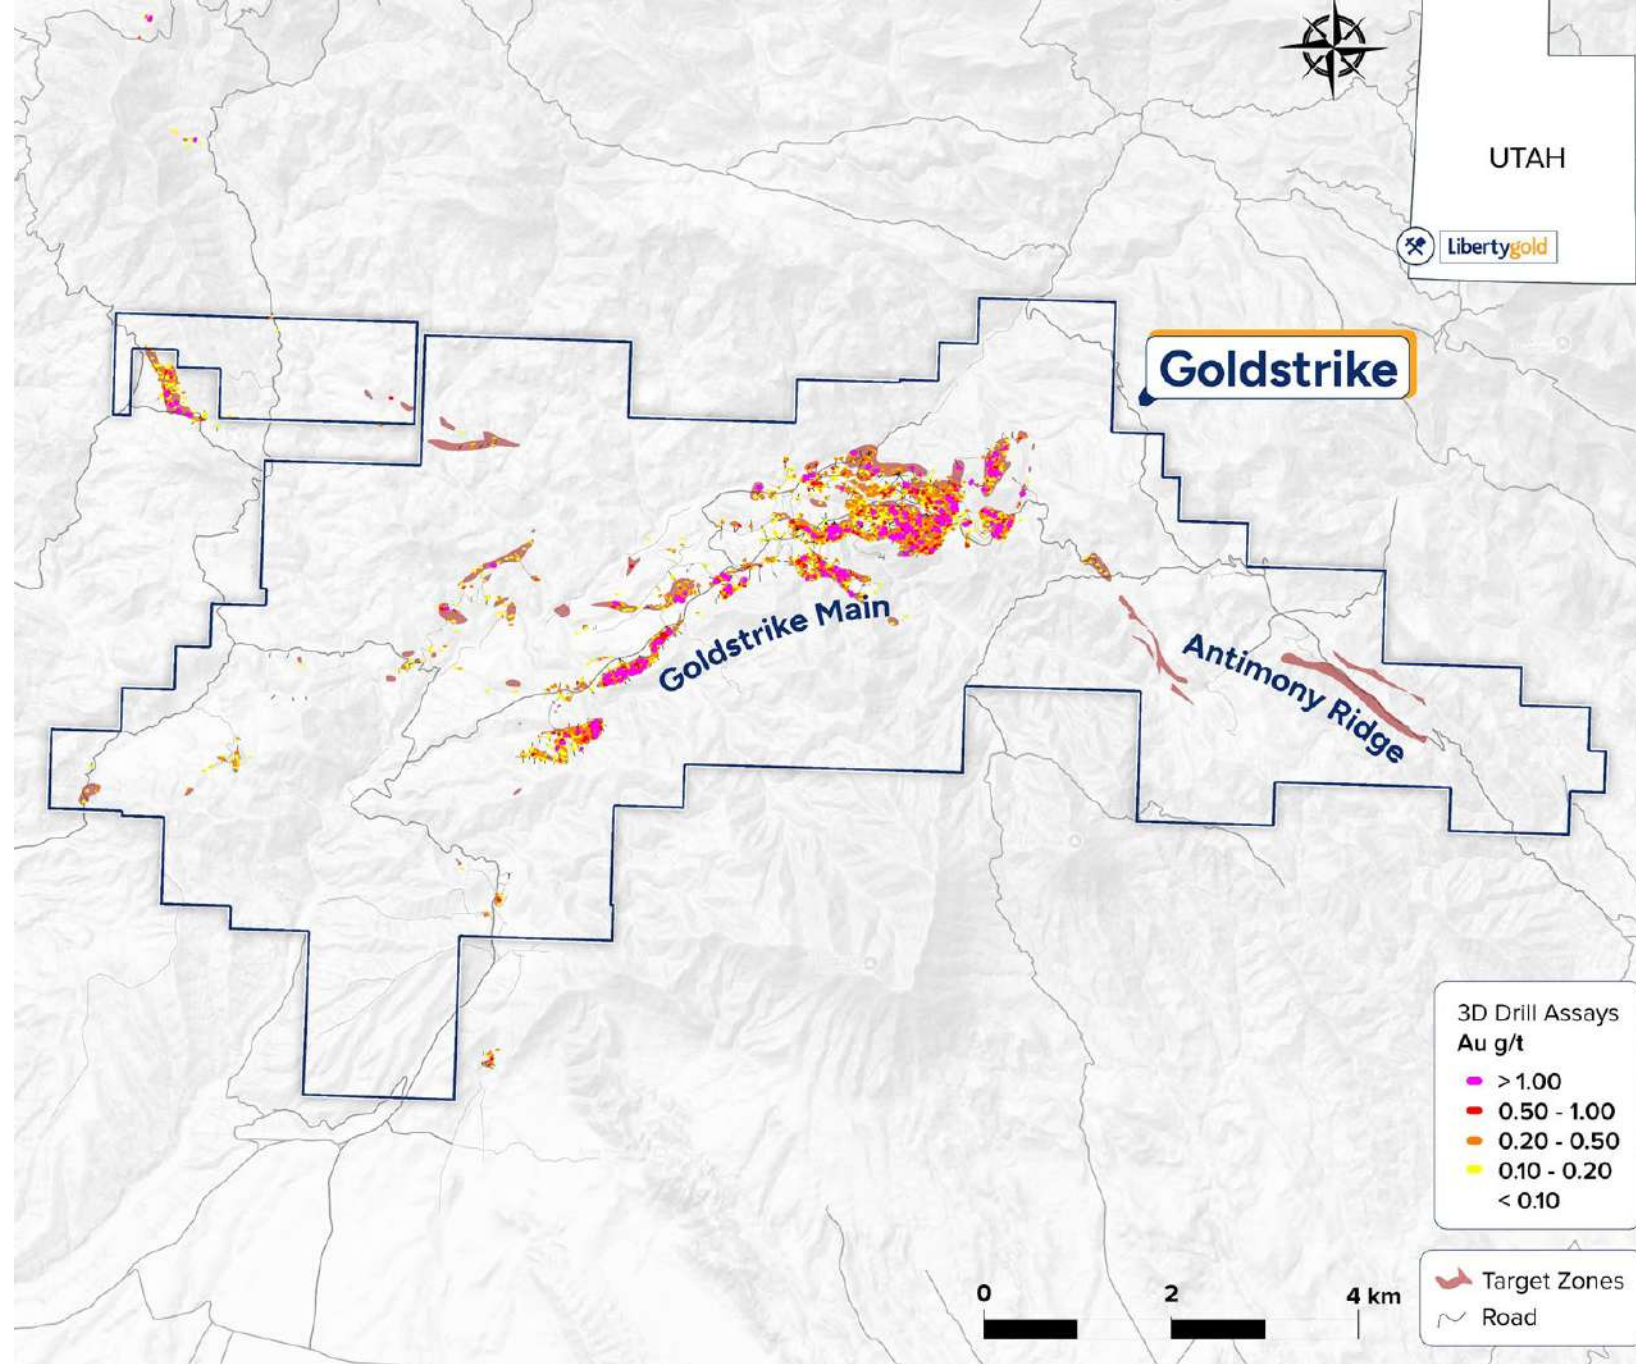 UTAH
Libertygold
Goldstrike
Goldstrike Main
Antimony Ridge
3D Drill Assays
Au g/t
> 1.00
0.50 - 1.00
0.20 - 0.50
0.10 - 0.20
< 0.10
0 2 4 km
Target Zones
Road